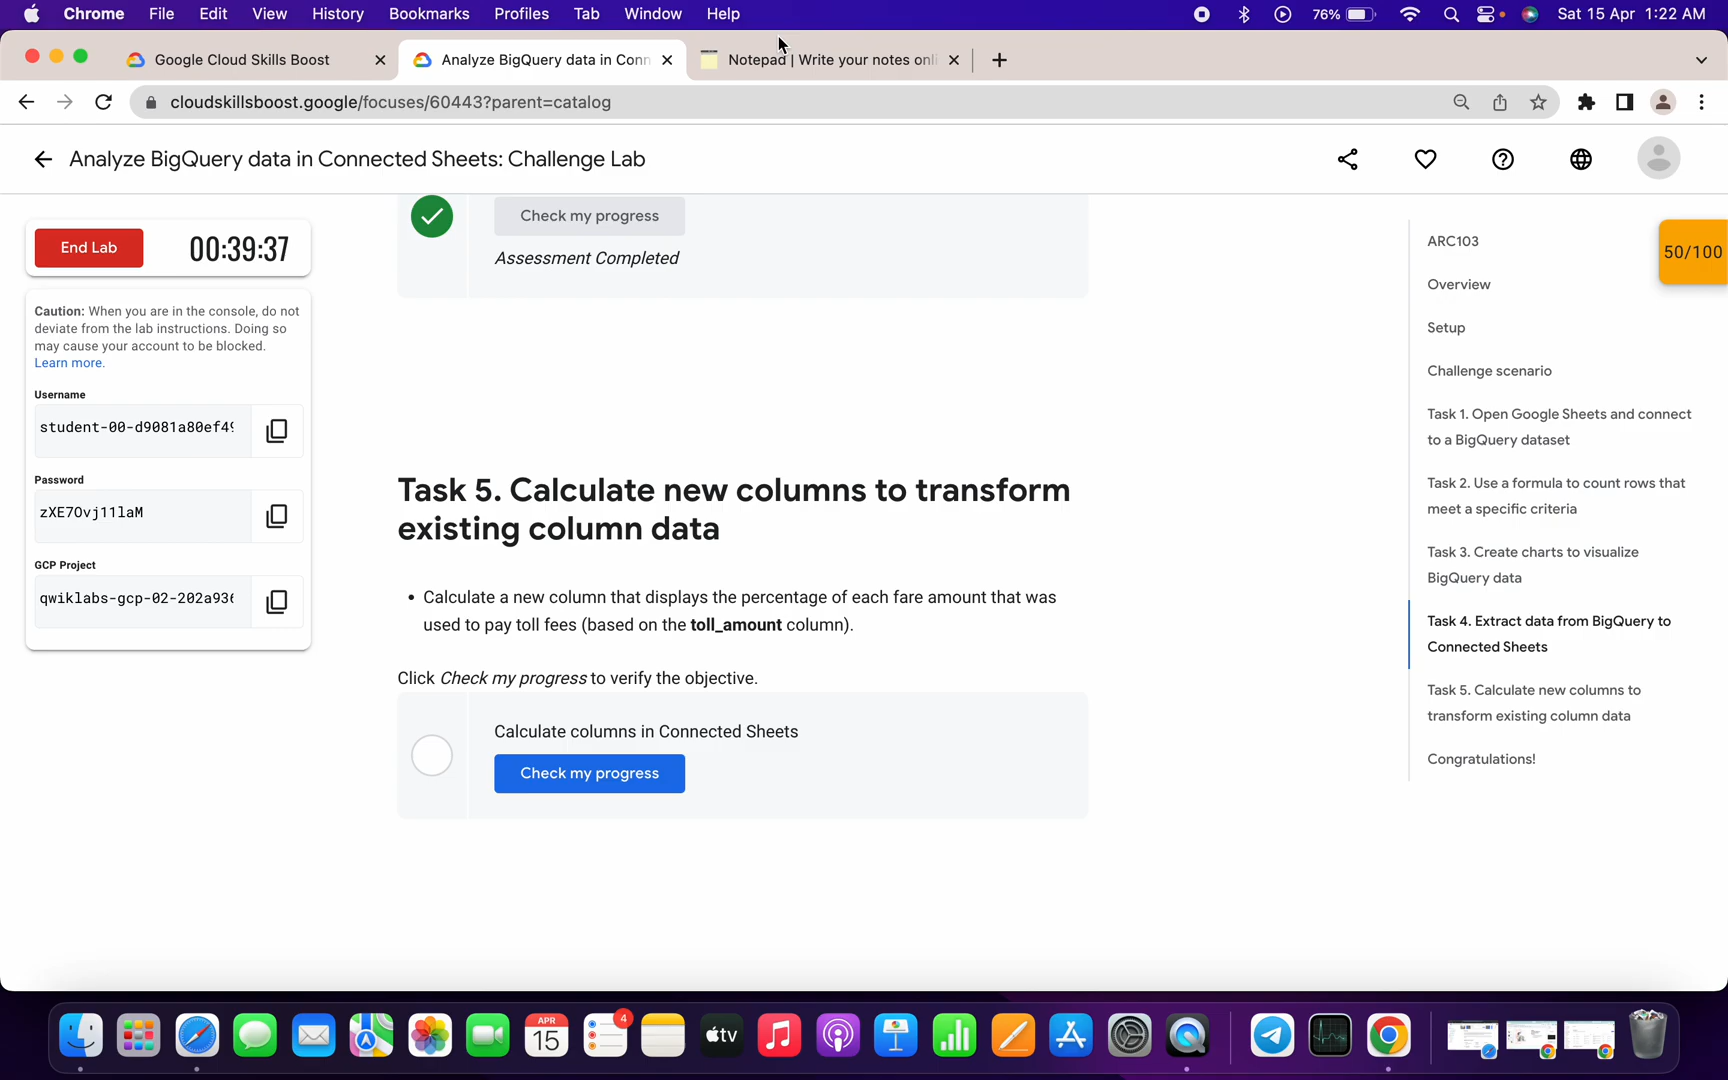 Chrome File Edit View History Bookmarks Profiles Tab Window Help 76% Sat 15 Apr 1:22 AM
Google Cloud Skills Boost
Analyze BigQuery data in Conn
Notepad | Write your notes onli
cloudskillsboost.google/focuses/60443?parent=catalog
Analyze BigQuery data in Connected Sheets: Challenge Lab
End Lab 00:39:37
Caution: When you are in the console, do not
deviate from the lab instructions. Doing so
may cause your account to be blocked.
Learn more.
Username
student-00-d9081a80ef49
Password
zXE7Ovj11laM
GCP Project
qwiklabs-gcp-02-202a936
Check my progress
Assessment Completed
Task 5. Calculate new columns to transform
existing column data
• Calculate a new column that displays the percentage of each fare amount that was
used to pay toll fees (based on the toll_amount column).
Click Check my progress to verify the objective.
Calculate columns in Connected Sheets
Check my progress
50/100
ARC103
Overview
Setup
Challenge scenario
Task 1. Open Google Sheets and connect
to a BigQuery dataset
Task 2. Use a formula to count rows that
meet a specific criteria
Task 3. Create charts to visualize
BigQuery data
Task 4. Extract data from BigQuery to
Connected Sheets
Task 5. Calculate new columns to
transform existing column data
Congratulations!
APR
15
4
tv